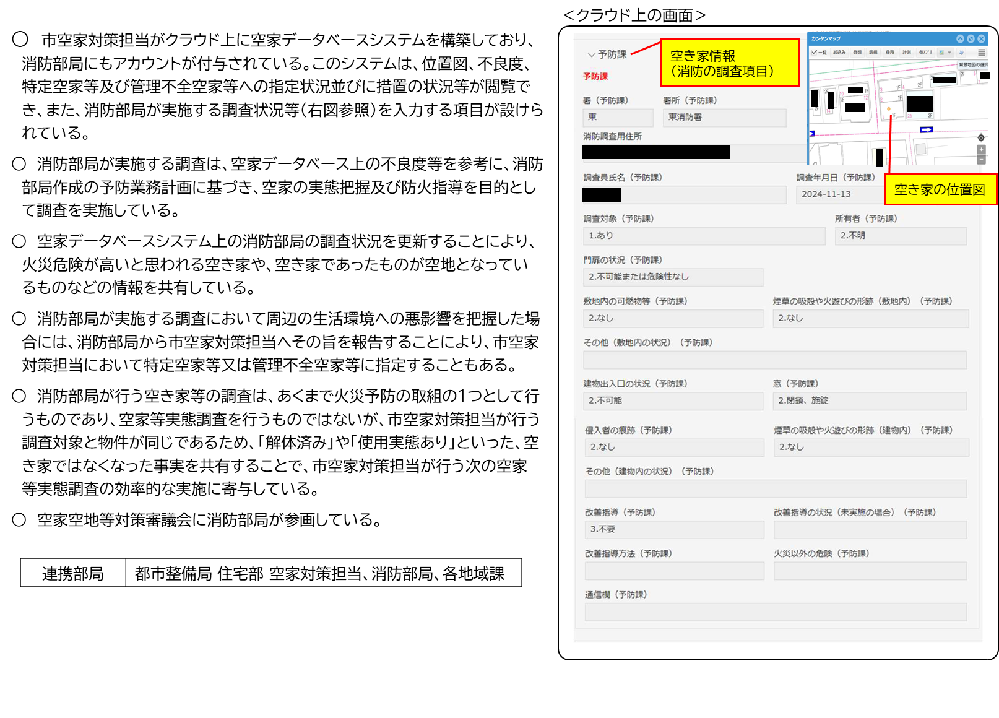 ＜クラウド上の画面＞
○　市空家対策担当がクラウド上に空家データベースシステムを構築しており、
消防部局にもアカウントが付与されている。このシステムは、位置図、不良度、
特定空家等及び管理不全空家等への指定状況並びに措置の状況等が閲覧で
き、また、消防部局が実施する調査状況等（右図参照）を入力する項目が設けら
れている。
○　消防部局が実施する調査は、空家データベース上の不良度等を参考に、消防
部局作成の予防業務計画に基づき、空家の実態把握及び防火指導を目的とし
て調査を実施している。
○　空家データベースシステム上の消防部局の調査状況を更新することにより、
火災危険が高いと思われる空き家や、空き家であったものが空地となってい
るものなどの情報を共有している。
○　消防部局が実施する調査において周辺の生活環境への悪影響を把握した場
合には、消防部局から市空家対策担当へその旨を報告することにより、市空家
対策担当において特定空家等又は管理不全空家等に指定することもある。
○　消防部局が行う空き家等の調査は、あくまで火災予防の取組の１つとして行
うものであり、空家等実態調査を行うものではないが、市空家対策担当が行う
調査対象と物件が同じであるため、「解体済み」や「使用実態あり」といった、空
き家ではなくなった事実を共有することで、市空家対策担当が行う次の空家
等実態調査の効率的な実施に寄与している。
○　空家空地等対策審議会に消防部局が参画している。
連携部局　都市整備局 住宅部 空家対策担当、消防部局、各地域課
予防課
空き家情報
（消防の調査項目）
予防課
署（予防課）　署所（予防課）
東　東消防署
消防調査用住所
カンタンマップ
一覧　絞込み　分類　新規　住所　計測　他ｱﾌﾟﾘ
背景地図の選択
2F　6
3　1F　4　2F
2F　10　1F　2F　12　2　1F
14　1　1F　23　2F
2F
+
−
調査員氏名（予防課）　調査年月日（予防課）
2024-11-13
空き家の位置図
調査対象（予防課）　所有者（予防課）
1.あり　2.不明
門扉の状況（予防課）
2.不可能または危険性なし
敷地内の可燃物等（予防課）　煙草の吸殻や火遊びの形跡（敷地内）（予防課）
2.なし　2.なし
その他（敷地内の状況）（予防課）
建物出入口の状況（予防課）　窓（予防課）
2.不可能　2.閉鎖、施錠
侵入者の痕跡（予防課）　煙草の吸殻や火遊びの形跡（建物内）（予防課）
2.なし　2.なし
その他（建物内の状況）（予防課）
改善指導（予防課）　改善指導の状況（未実施の場合）（予防課）
3.不要
改善指導方法（予防課）　火災以外の危険（予防課）
通信欄（予防課）